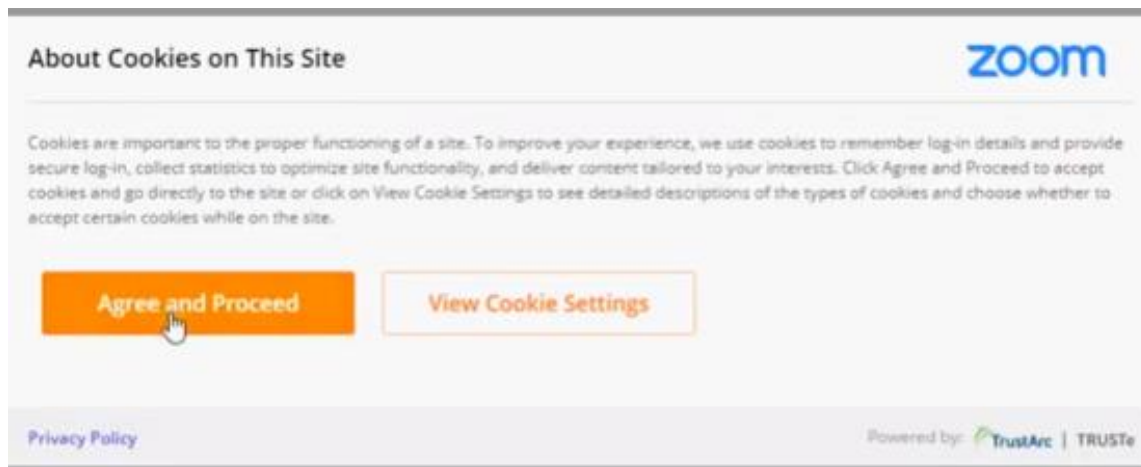 About Cookies on This Site
zoom
Cookies are important to the proper functioning of a site. To improve your experience, we use cookies to remember log-in details and provide
secure log-in, collect statistics to optimize site functionality, and deliver content tailored to your interests. Click Agree and Proceed to accept
cookies and go directly to the site or click on View Cookie Settings to see detailed descriptions of the types of cookies and choose whether to
accept certain cookies while on the site.
Agree and Proceed
View Cookie Settings
Privacy Policy
Powered by: TrustArc | TRUSTe